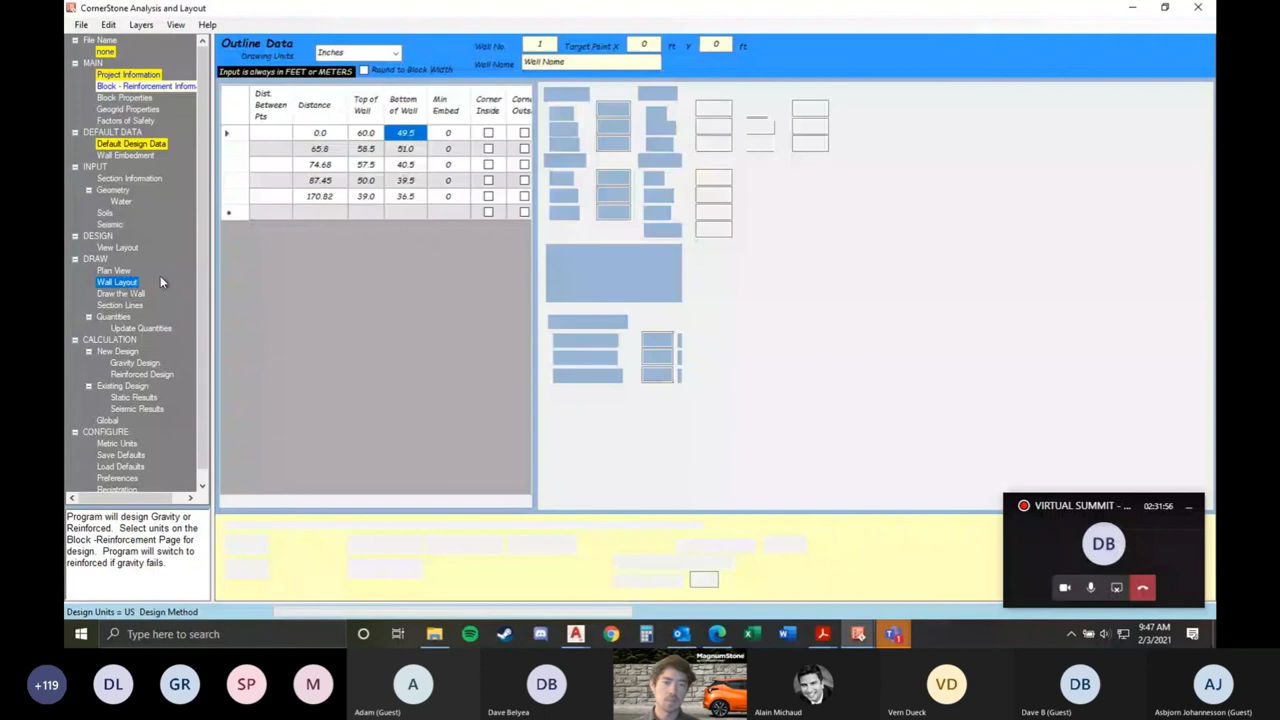 CornerStone Analysis and Layout
File Edit Layers View Help
File Name
none
MAIN
Project Information
Block - Reinforcement Inform
Block Properties
Geogrid Properties
Factors of Safety
DEFAULT DATA
Default Design Data
Wall Embedment
INPUT
Section Information
Geometry
Water
Soils
Seismic
DESIGN
View Layout
DRAW
Plan View
Wall Layout
Draw the Wall
Section Lines
Quantities
Update Quantities
CALCULATION
New Design
Gravity Design
Reinforced Design
Existing Design
Static Results
Seismic Results
Global
CONFIGURE
Metric Units
Save Defaults
Load Defaults
Preferences
Registration
Program will design Gravity or
Reinforced. Select units on the
Block -Reinforcement Page for
design. Program will switch to
reinforced if gravity fails.
Design Units = US Design Method
Outline Data
Drawing Units Inches
Input is always in FEET or METERS Round to Block Width
Wall No. 1 Target Point X 0 ft Y 0 ft
Wall Name Wall Name
Dist. Between Pts Distance Top of Wall Bottom of Wall Min Embed Corner Inside Corne Outs
0.0 60.0 49.5 0
65.8 58.5 51.0 0
74.68 57.5 40.5 0
87.45 50.0 39.5 0
170.82 39.0 36.5 0
VIRTUAL SUMMIT - ... 02:31:56
DB
Type here to search
9:47 AM
2/3/2021
+119 DL GR SP M A DB MagnumStone VD DB AJ
Adam (Guest) Dave Belyea Alain Michaud Vern Dueck Dave B (Guest) Asbjorn Johannesson (Guest)